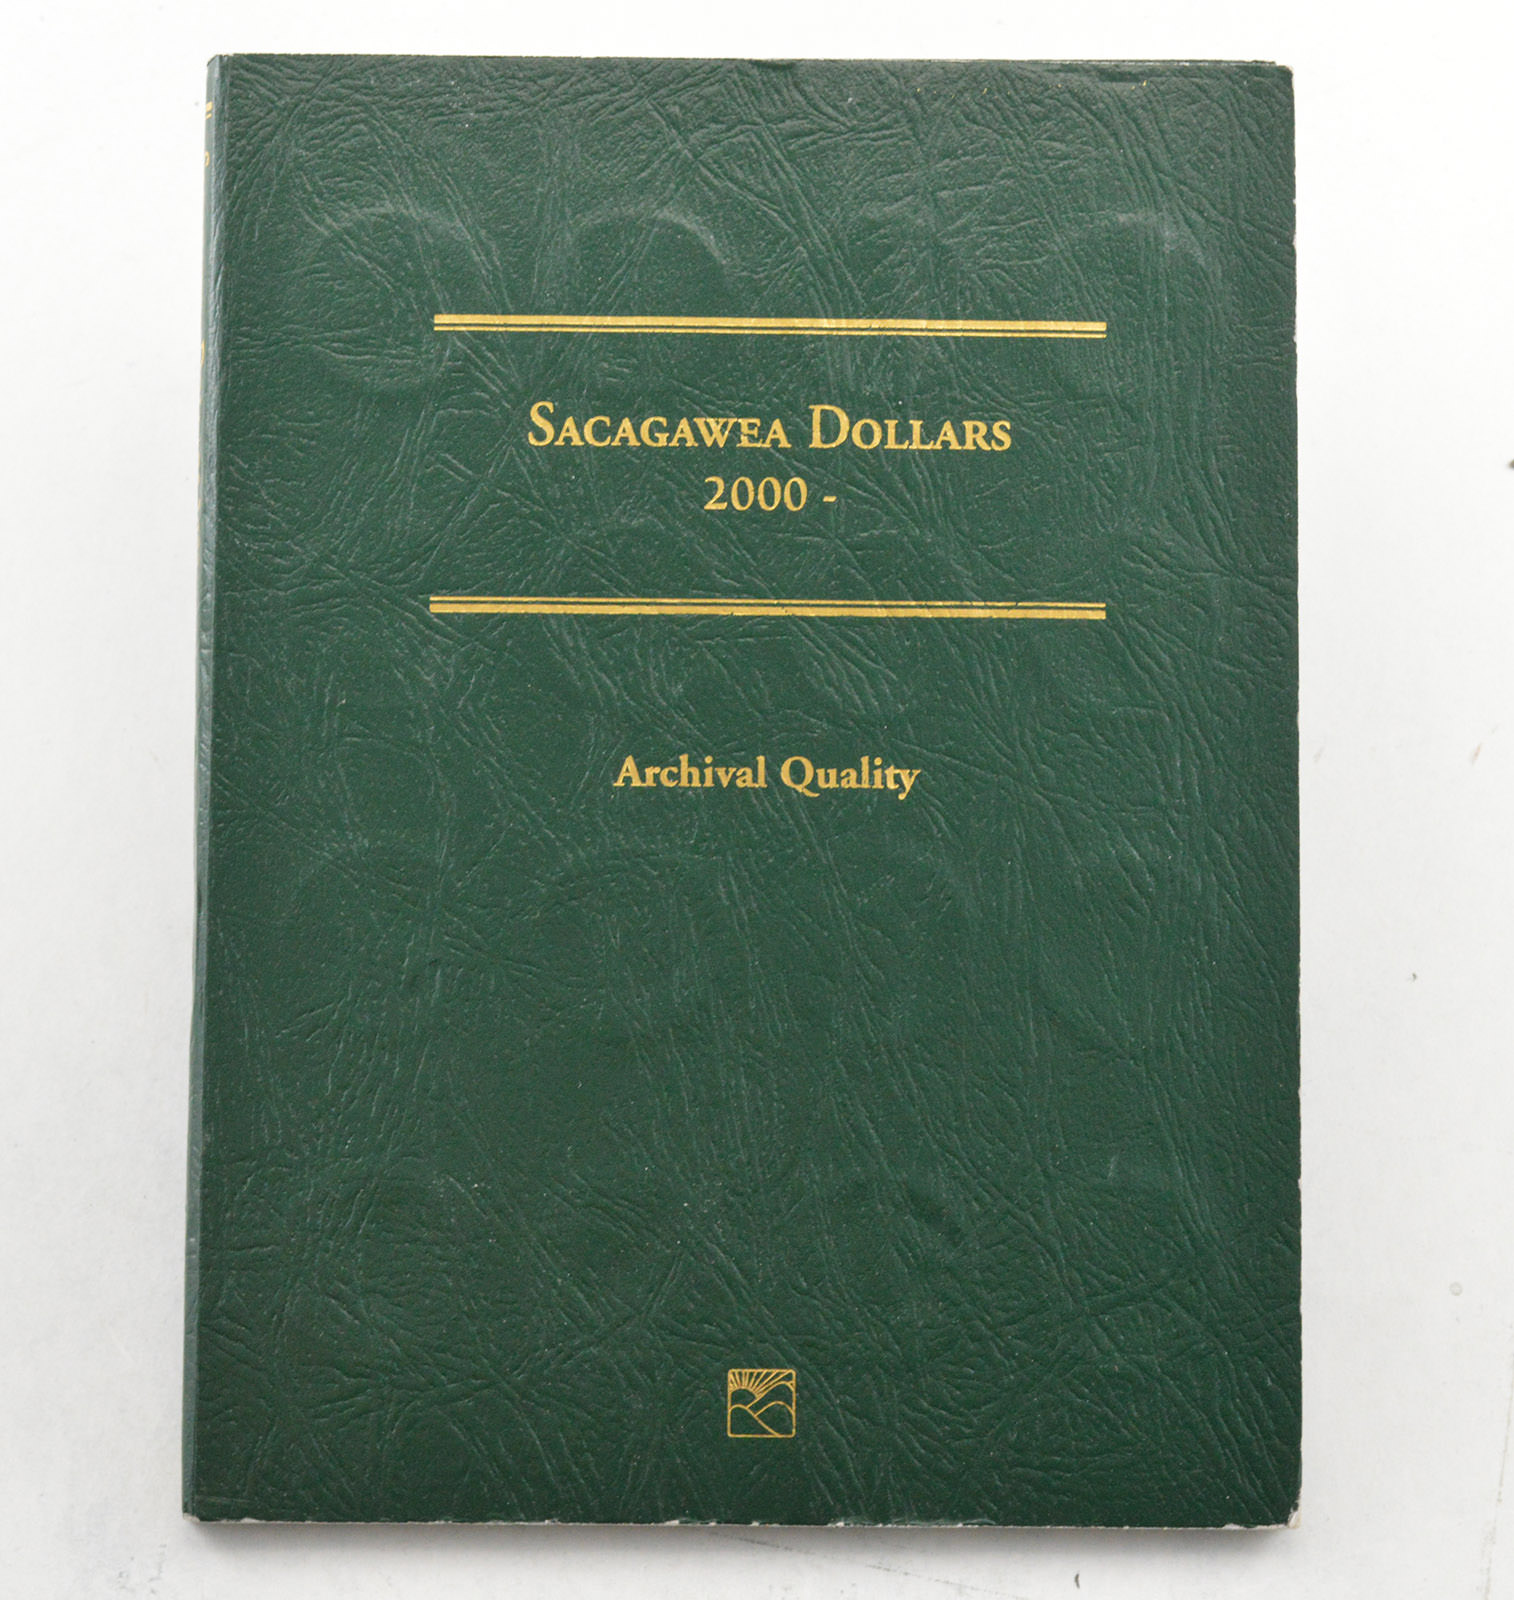 SACAGAWEA DOLLARS
2000 -
Archival Quality